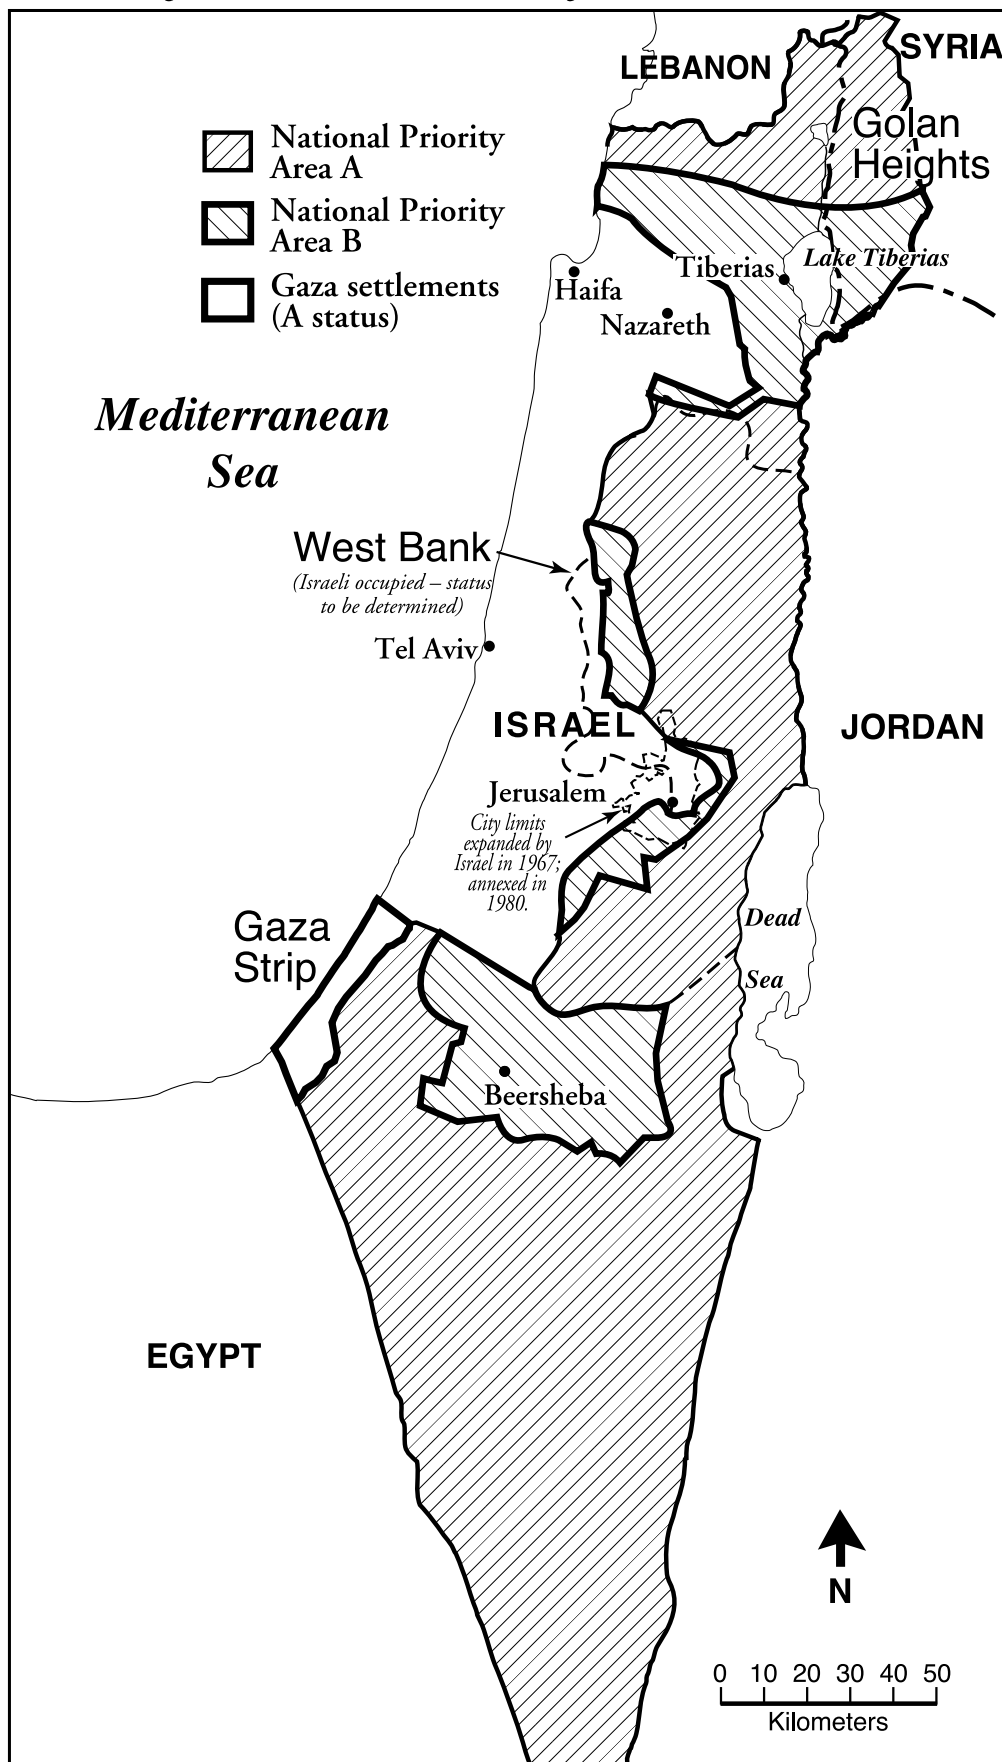 LEBANON
SYRIA
Golan
Heights
National Priority
Area A
National Priority
Area B
Gaza settlements
(A status)
Tiberias
Lake Tiberias
Haifa
Nazareth
Mediterranean
Sea
West Bank
(Israeli occupied – status
to be determined)
Tel Aviv
ISRAEL
JORDAN
Jerusalem
City limits
expanded by
Israel in 1967;
annexed in
1980.
Gaza
Strip
Dead
Sea
Beersheba
EGYPT
N
0 10 20 30 40 50
Kilometers